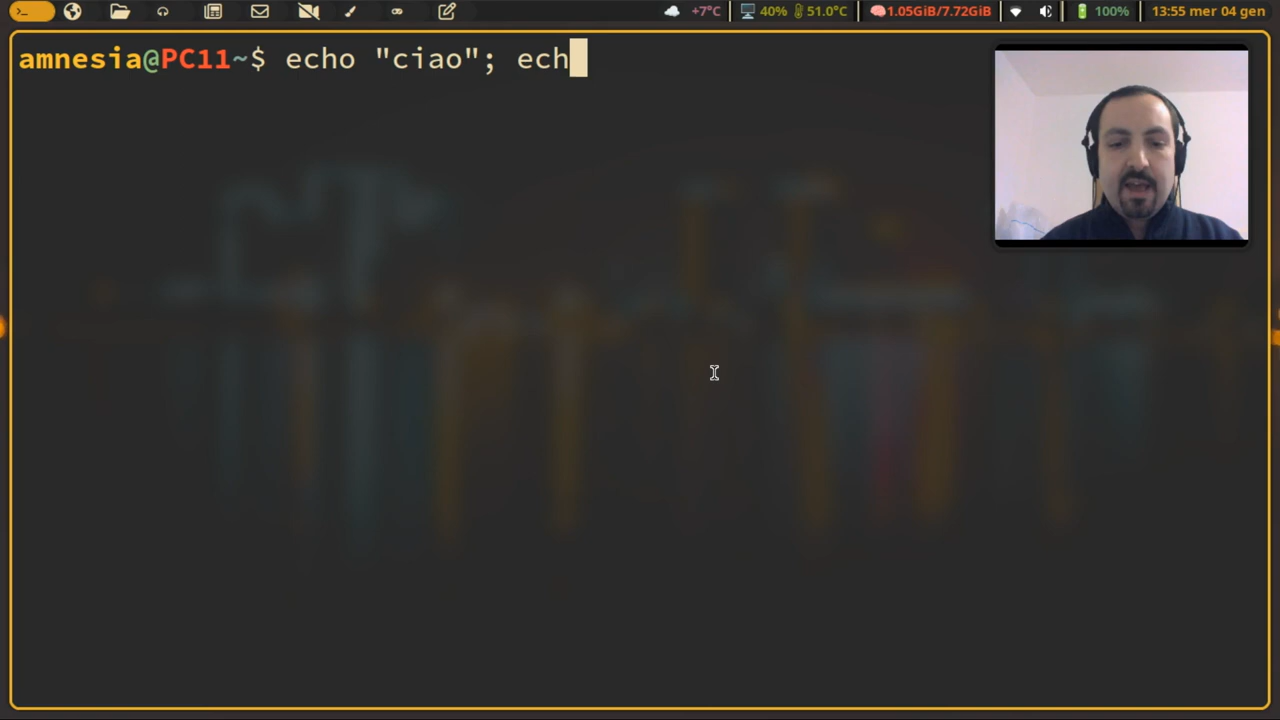 +7°C 40% 51.0°C 1.05GiB/7.72GiB 100% 13:55 mer 04 gen
amnesia@PC11~$ echo "ciao"; ech